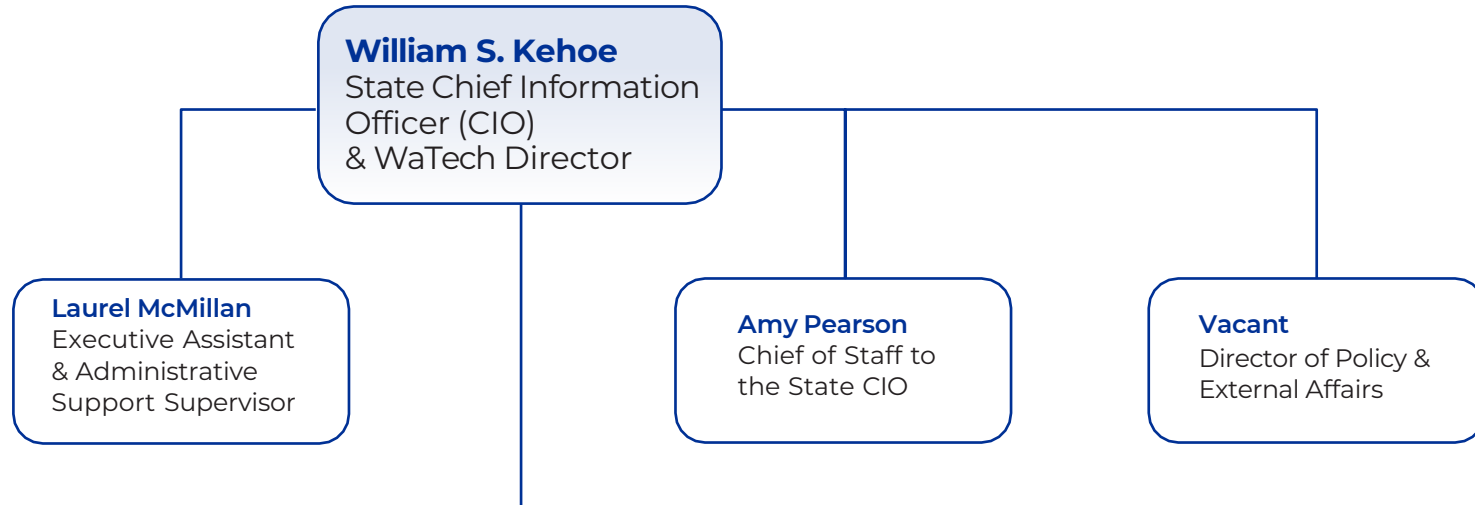 William S. Kehoe
State Chief Information
Officer (CIO)
& WaTech Director
Laurel McMillan
Executive Assistant
& Administrative
Support Supervisor
Amy Pearson
Chief of Staff to
the State CIO
Vacant
Director of Policy &
External Affairs